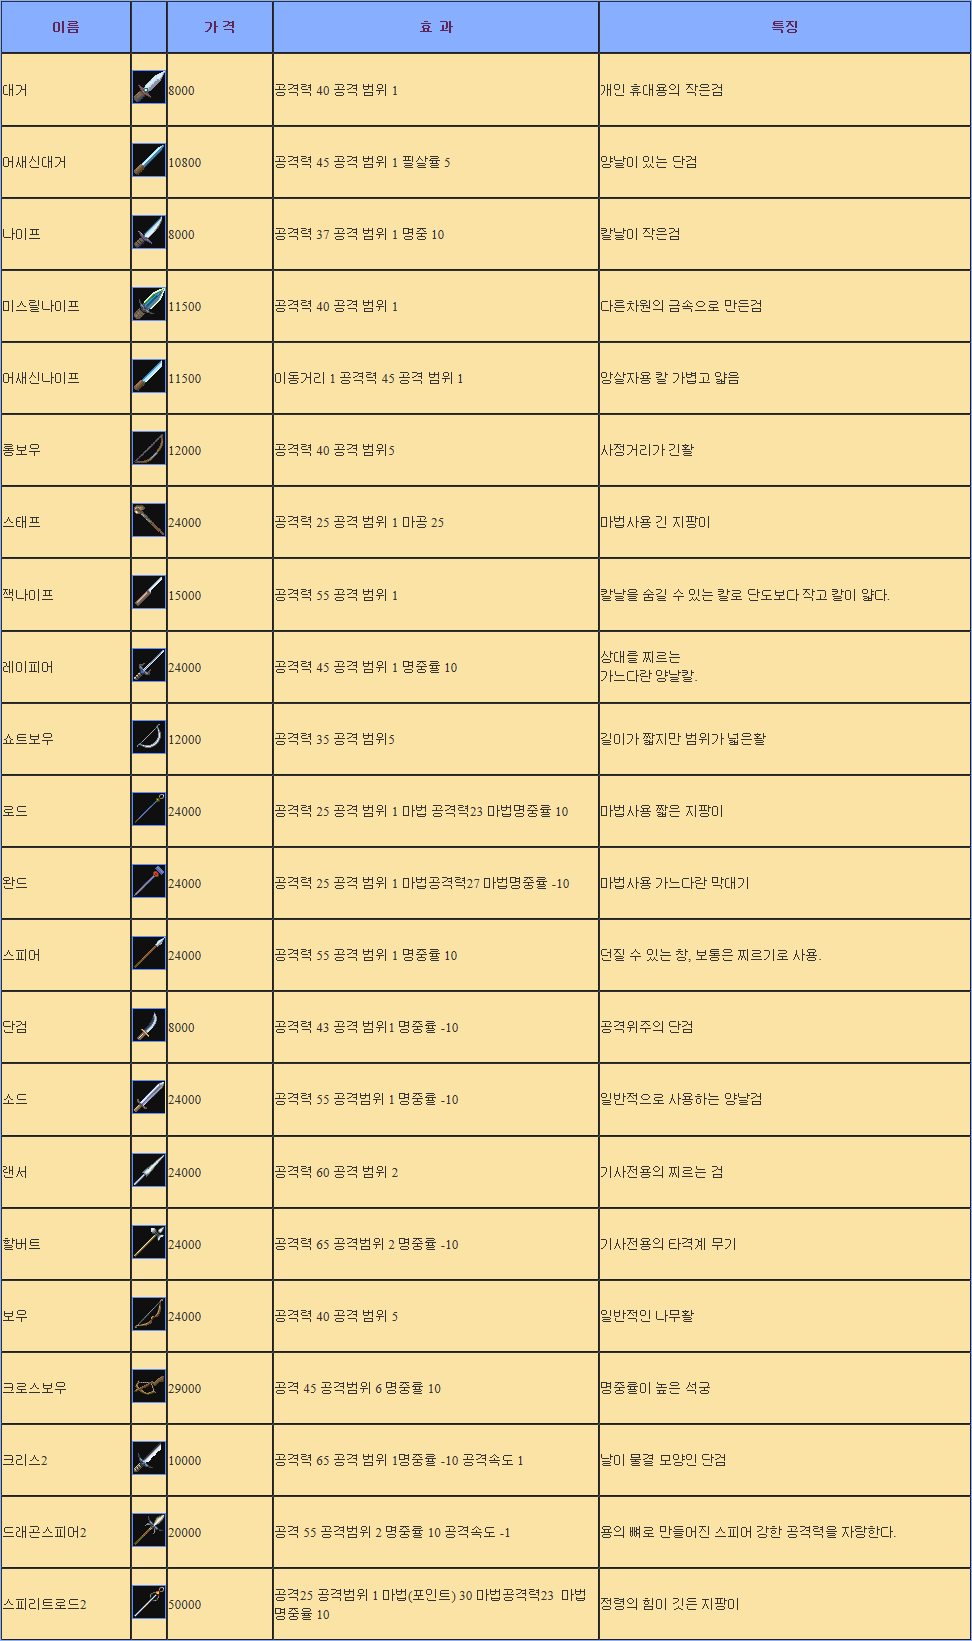 이름 가 격 효 과 특징
대거 8000 공격력 40 공격 범위 1 개인 휴대용의 작은검
어새신대거 10800 공격력 45 공격 범위 1 필살률 5 양날이 있는 단검
나이프 8000 공격력 37 공격 범위 1 명중 10 칼날이 작은검
미스릴나이프 11500 공격력 40 공격 범위 1 다른차원의 금속으로 만든검
어새신나이프 11500 이동거리 1 공격력 45 공격 범위 1 암살자용 칼 가볍고 얇음
롱보우 12000 공격력 40 공격 범위5 사정거리가 긴활
스태프 24000 공격력 25 공격 범위 1 마공 25 마법사용 긴 지팡이
잭나이프 15000 공격력 55 공격 범위 1 칼날을 숨길 수 있는 칼로 단도보다 작고 칼이 얇다.
레이피어 24000 공격력 45 공격 범위 1 명중률 10 상대를 찌르는
가느다란 양날칼.
쇼트보우 12000 공격력 35 공격 범위5 길이가 짧지만 범위가 넓은활
로드 24000 공격력 25 공격 범위 1 마법 공격력23 마법명중률 10 마법사용 짧은 지팡이
완드 24000 공격력 25 공격 범위 1 마법공격력27 마법명중률 -10 마법사용 가느다란 막대기
스피어 24000 공격력 55 공격 범위 1 명중률 10 던질 수 있는 창, 보통은 찌르기로 사용.
단검 8000 공격력 43 공격 범위1 명중률 -10 공격위주의 단검
소드 24000 공격력 55 공격범위 1 명중률 -10 일반적으로 사용하는 양날검
랜서 24000 공격력 60 공격 범위 2 기사전용의 찌르는 검
할버트 24000 공격력 65 공격범위 2 명중률 -10 기사전용의 타격계 무기
보우 24000 공격력 40 공격 범위 5 일반적인 나무활
크로스보우 29000 공격 45 공격범위 6 명중률 10 명중률이 높은 석궁
크리스2 10000 공격력 65 공격 범위 1명중률 -10 공격속도 1 날이 물결 모양인 단검
드래곤스피어2 20000 공격 55 공격범위 2 명중률 10 공격속도 -1 용의 뼈로 만들어진 스피어 강한 공격력을 자랑한다.
스피리트로드2 50000 공격25 공격범위 1 마법(포인트) 30 마법공격력23 마법
명중율 10 정령의 힘이 깃든 지팡이